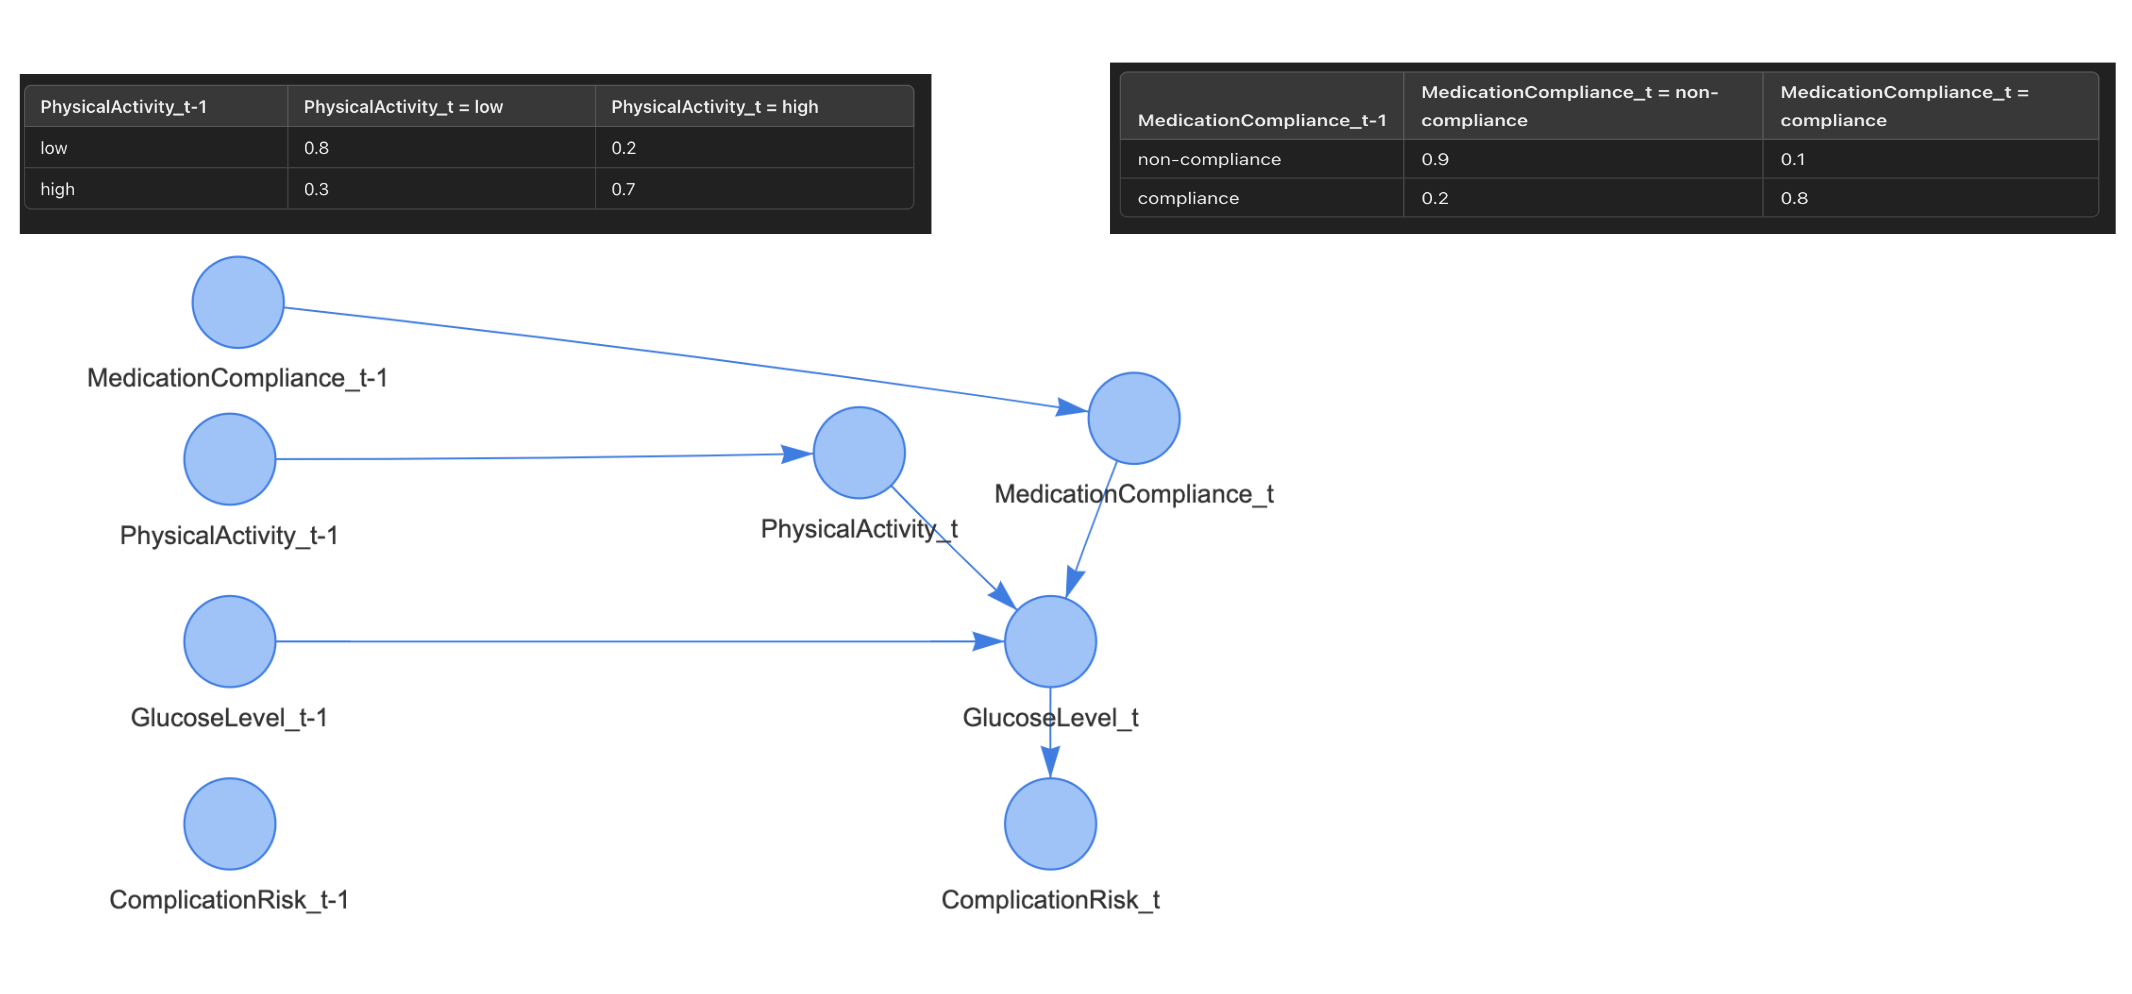 PhysicalActivity_t-1 PhysicalActivity_t = low PhysicalActivity_t = high
low 0.8 0.2
high 0.3 0.7
MedicationCompliance_t-1 MedicationCompliance_t = non-
compliance MedicationCompliance_t =
compliance
non-compliance 0.9 0.1
compliance 0.2 0.8
MedicationCompliance_t-1
MedicationCompliance_t
PhysicalActivity_t-1
PhysicalActivity_t
GlucoseLevel_t-1
GlucoseLevel_t
ComplicationRisk_t-1
ComplicationRisk_t